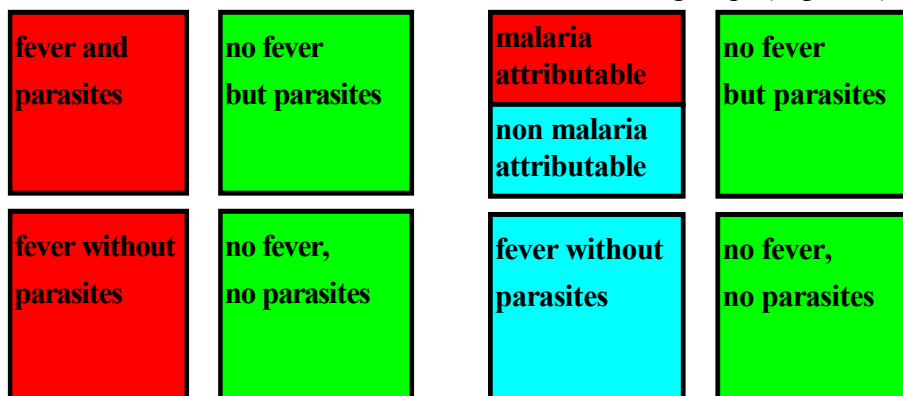 fever and
parasites
no fever
but parasites
malaria
attributable
non malaria
attributable
no fever
but parasites
fever without
parasites
no fever,
no parasites
fever without
parasites
no fever,
no parasites